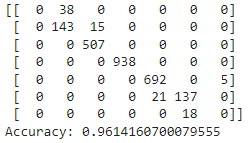 [[  0  38   0   0   0   0   0]
 [  0 143  15   0   0   0   0]
 [  0   0 507   0   0   0   0]
 [  0   0   0 938   0   0   0]
 [  0   0   0   0 692   0   5]
 [  0   0   0   0  21 137   0]
 [  0   0   0   0   0  18   0]]
Accuracy: 0.9614160700079555